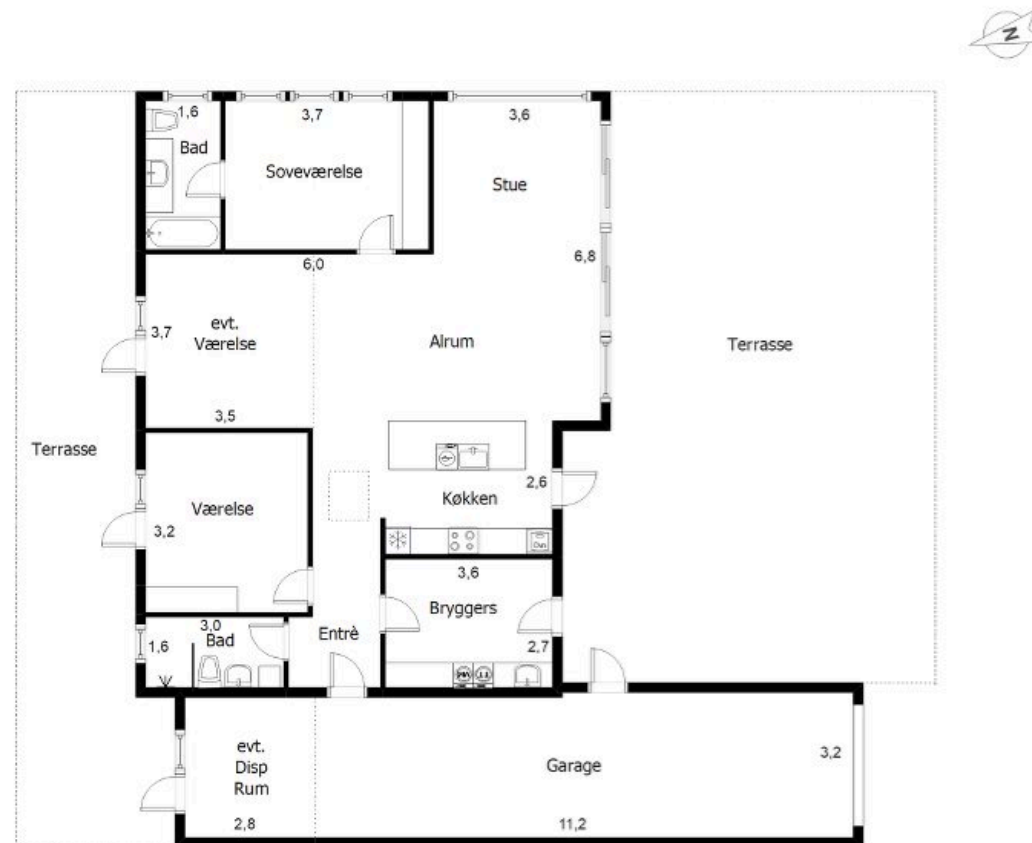 N
1,6
3,7
3,6
Bad
Soveværelse
Stue
6,0
6,8
evt.
Værelse
3,7
Alrum
Terrasse
3,5
Terrasse
2,6
Køkken
Værelse
3,2
3,6
Bryggers
3,0
Bad
1,6
Entrè
2,7
evt.
Disp
Rum
Garage
3,2
2,8
11,2